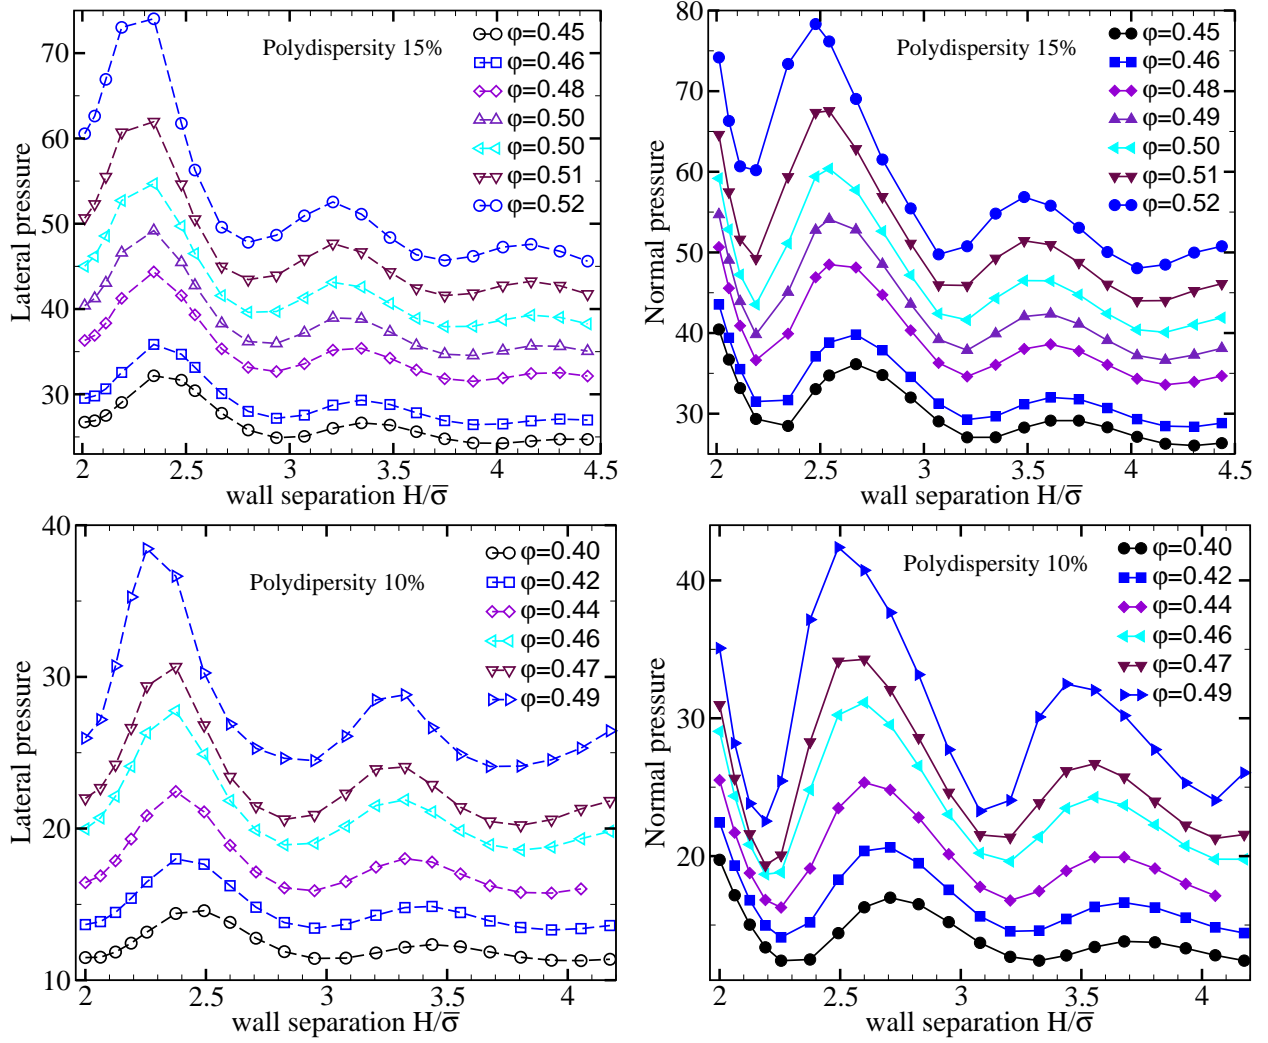 Polydispersity 15%
φ=0.45
φ=0.46
φ=0.48
φ=0.50
φ=0.50
φ=0.51
φ=0.52
70
60
50
40
30
2
2.5
3
3.5
4
4.5
Lateral pressure
wall separation H/σ̅
Polydispersity 15%
φ=0.45
φ=0.46
φ=0.48
φ=0.49
φ=0.50
φ=0.51
φ=0.52
80
70
60
50
40
30
2
2.5
3
3.5
4
4.5
Normal pressure
wall separation H/σ̅
Polydipersity 10%
φ=0.40
φ=0.42
φ=0.44
φ=0.46
φ=0.47
φ=0.49
40
30
20
10
2
2.5
3
3.5
4
Lateral pressure
wall separation H/σ̅
Polydispersity 10%
φ=0.40
φ=0.42
φ=0.44
φ=0.46
φ=0.47
φ=0.49
40
30
20
2
2.5
3
3.5
4
Normal pressure
wall separation H/σ̅